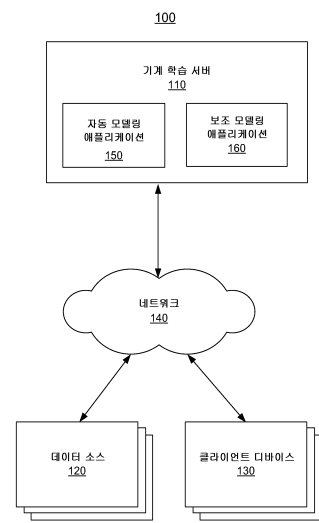 100
기계 학습 서버
110
자동 모델링
애플리케이션
150
보조 모델링
애플리케이션
160
네트워크
140
데이터 소스
120
클라이언트 디바이스
130